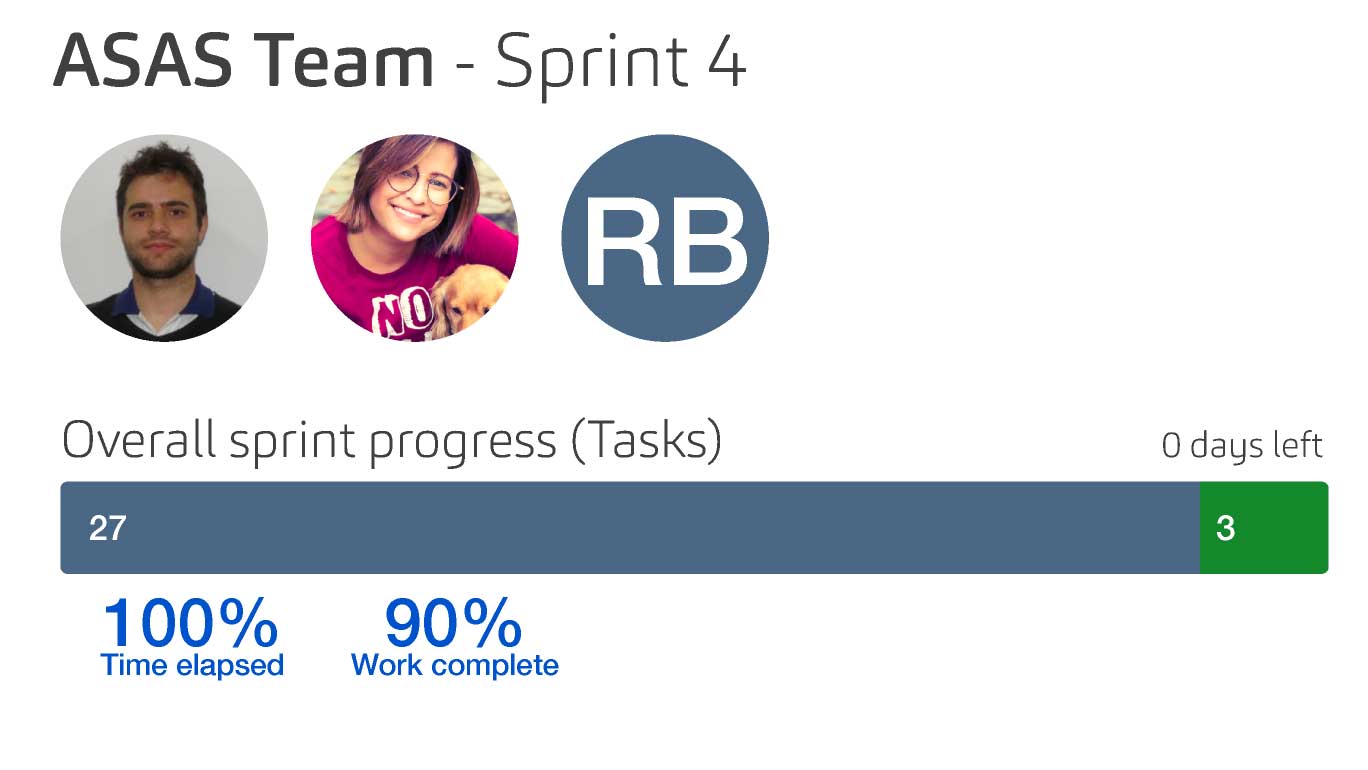 ASAS Team - Sprint 4
RB
NO
Overall sprint progress (Tasks)
0 days left
27
3
100%
90%
Time elapsed
Work complete